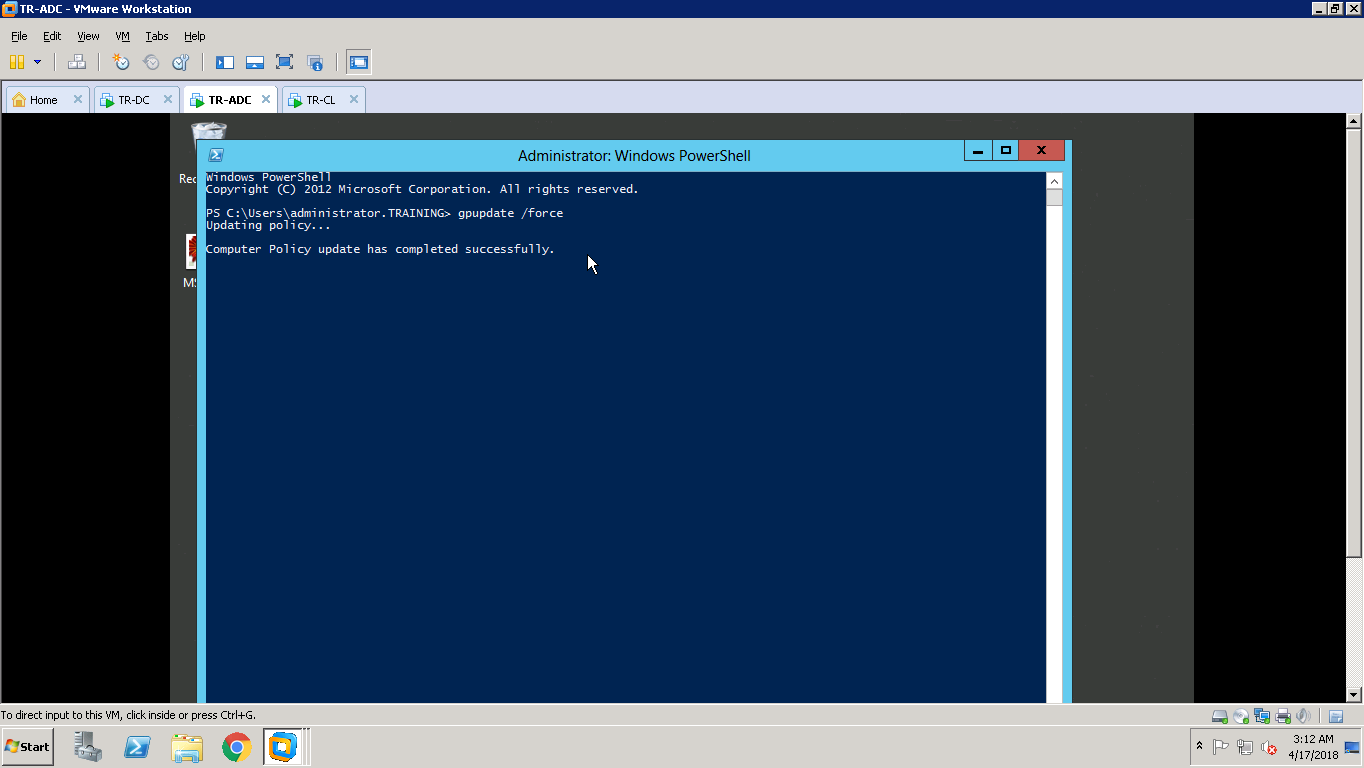 TR-ADC - VMware Workstation
File Edit View VM Tabs Help
Home TR-DC TR-ADC TR-CL
Administrator: Windows PowerShell
Windows PowerShell
Copyright (C) 2012 Microsoft Corporation. All rights reserved.
PS C:\Users\administrator.TRAINING> gpupdate /force
Updating policy...
Computer Policy update has completed successfully.
Rec
MS
To direct input to this VM, click inside or press Ctrl+G.
Start
3:12 AM
4/17/2018